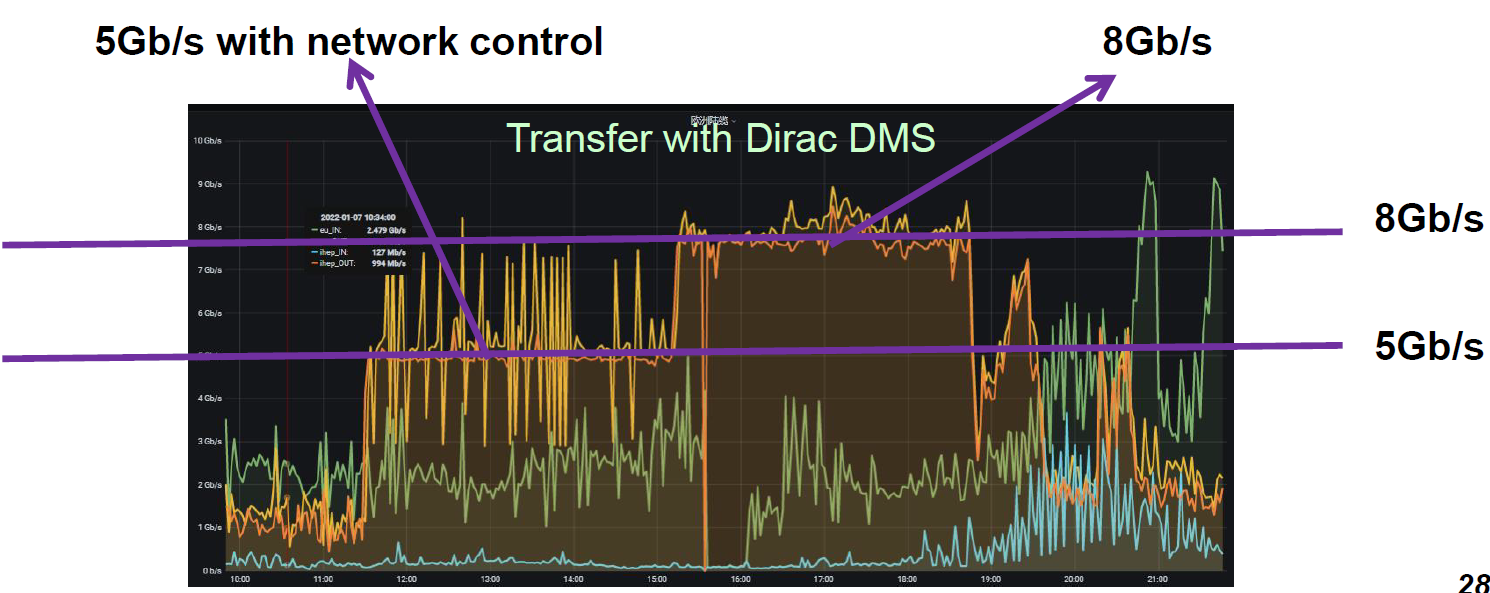 5Gb/s with network control
8Gb/s
Transfer with Dirac DMS
10 Gb/s
9 Gb/s
8 Gb/s
7 Gb/s
6 Gb/s
4 Gb/s
3 Gb/s
2 Gb/s
1 Gb/s
0 b/s
2022-01-07 10:34:00
eu_IN: 2.479 Gb/s
ihep_IN: 127 Mb/s
ihep_OUT: 994 Mb/s
8Gb/s
5Gb/s
10:00 11:00 12:00 13:00 14:00 15:00 16:00 17:00 18:00 19:00 20:00 21:00
28